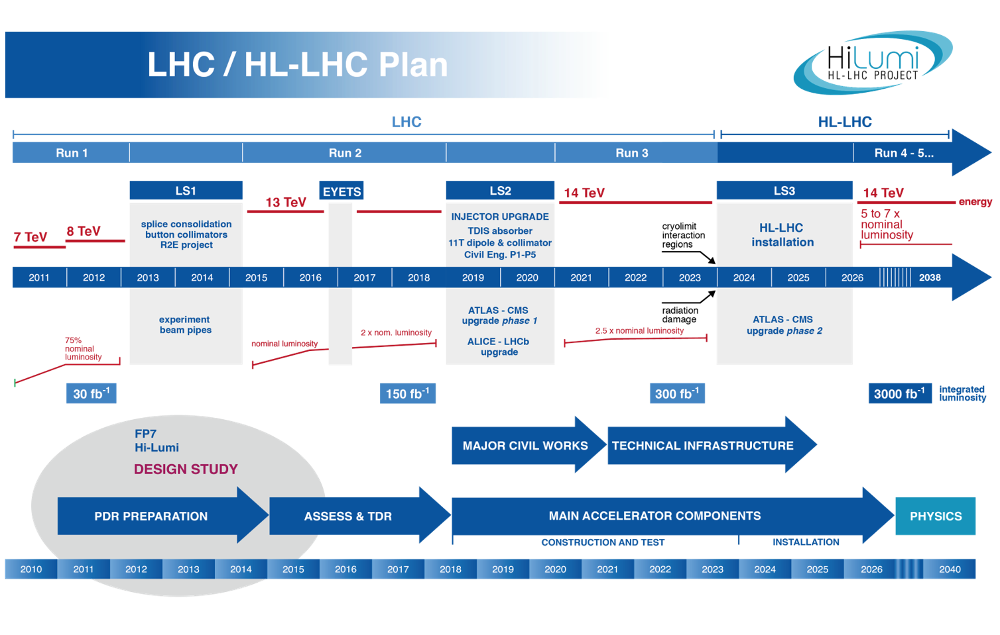 LHC / HL-LHC Plan
HiLumi
HL-LHC PROJECT
LHC
HL-LHC
Run 1
Run 2
Run 3
Run 4 - 5...
LS1
EYETS
LS2
LS3
13 TeV
14 TeV
14 TeV
energy
7 TeV
8 TeV
splice consolidation
button collimators
R2E project
INJECTOR UPGRADE
TDIS absorber
11T dipole & collimator
Civil Eng. P1-P5
cryolimit
interaction
regions
HL-LHC
installation
5 to 7 x
nominal
luminosity
2011 2012 2013 2014 2015 2016 2017 2018 2019 2020 2021 2022 2023 2024 2025 2026 2038
experiment
beam pipes
ATLAS - CMS
upgrade phase 1
ALICE - LHCb
upgrade
radiation
damage
ATLAS - CMS
upgrade phase 2
75%
nominal
luminosity
nominal luminosity
2 x nom. luminosity
2.5 x nominal luminosity
30 fb-1
150 fb-1
300 fb-1
3000 fb-1
integrated
luminosity
FP7
Hi-Lumi
DESIGN STUDY
MAJOR CIVIL WORKS
TECHNICAL INFRASTRUCTURE
PDR PREPARATION
ASSESS & TDR
MAIN ACCELERATOR COMPONENTS
PHYSICS
CONSTRUCTION AND TEST
INSTALLATION
2010 2011 2012 2013 2014 2015 2016 2017 2018 2019 2020 2021 2022 2023 2024 2025 2026 2040